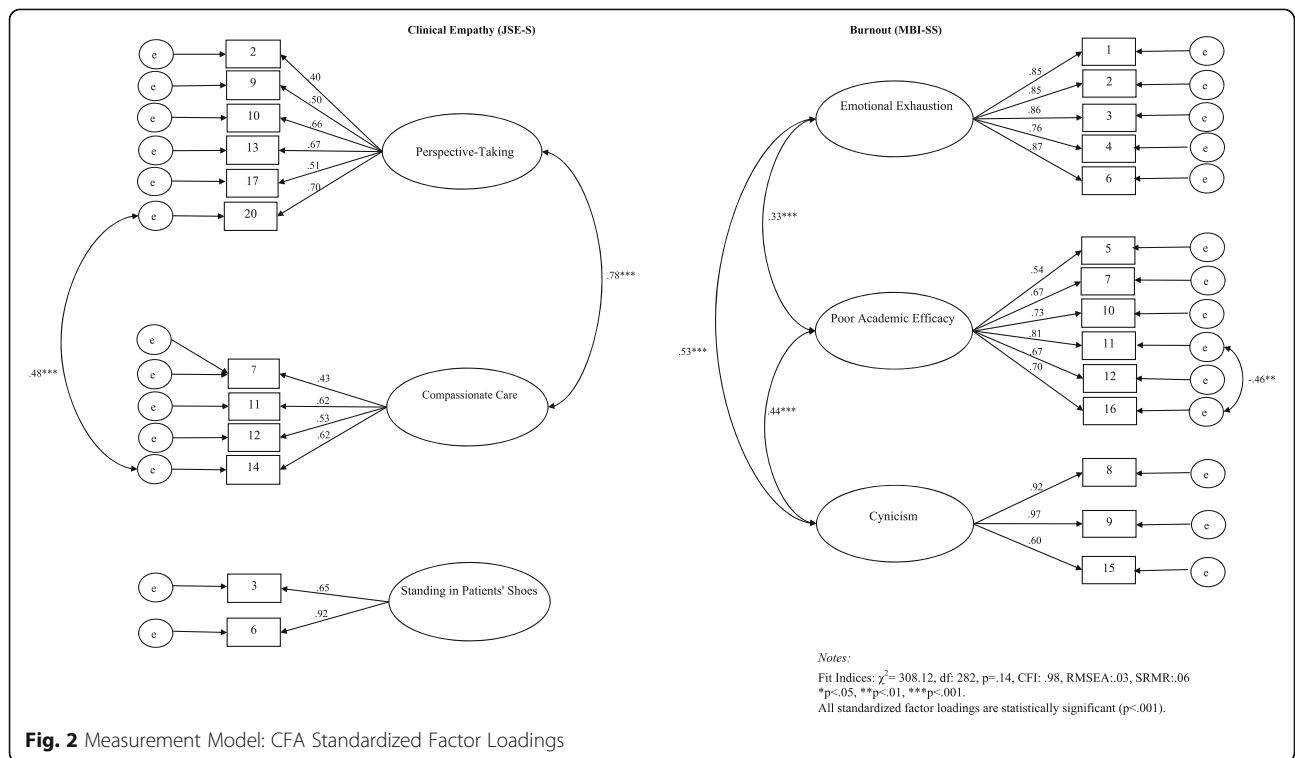 Clinical Empathy (JSE-S)
e
2
e
9
e
10
e
13
e
17
e
20
.40
.50
.66
.67
.51
.70
Perspective-Taking
.48***
.78***
e
e
7
e
11
e
12
e
14
.43
.62
.53
.62
Compassionate Care
e
3
e
6
.65
.92
Standing in Patients' Shoes
Burnout (MBI-SS)
Emotional Exhaustion
.85
.85
.86
.76
.87
1
e
2
e
3
e
4
e
6
e
.33***
.53***
Poor Academic Efficacy
.54
.67
.73
.81
.67
.70
5
e
7
e
10
e
11
e
12
e
16
e
-.46**
.44***
Cynicism
.92
.97
.60
8
e
9
e
15
e
Notes:
Fit Indices: χ²= 308.12, df: 282, p=.14, CFI: .98, RMSEA:.03, SRMR:.06
*p<.05, **p<.01, ***p<.001.
All standardized factor loadings are statistically significant (p<.001).
Fig. 2 Measurement Model: CFA Standardized Factor Loadings